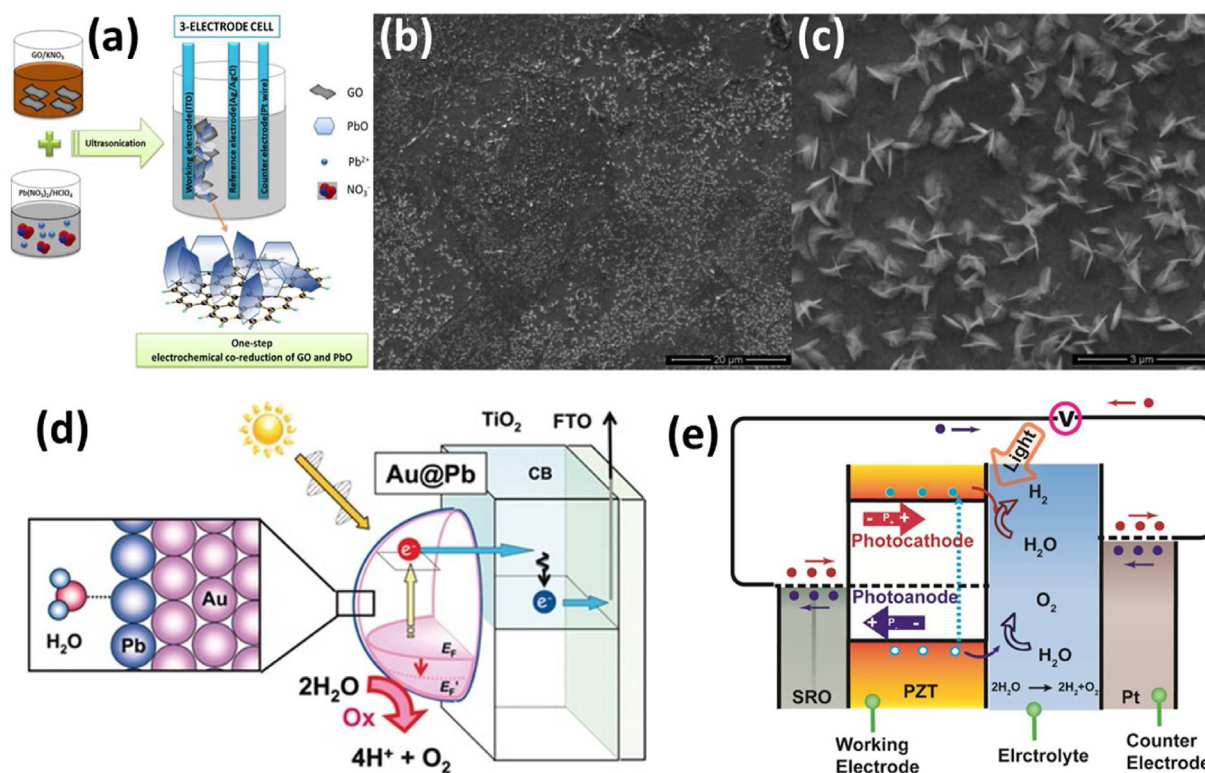 (a)
3-ELECTRODE CELL
GO/KNO₃
Ultrasonication
Pb(NO₃)₂/HClO₄
Working electrode(ITO)
Reference electrode(Ag/AgCl)
Counter electrode(Pt wire)
GO
PbO
Pb²⁺
NO₃⁻
One-step
electrochemical co-reduction of GO and PbO
(b)
20 µm
(c)
3 µm
(d)
TiO₂
FTO
Au@Pb
CB
e⁻
e⁻
Au
Pb
H₂O
E_F
E_F'
2H₂O
Ox
4H⁺ + O₂
(e)
V
Light
H₂
H₂O
O₂
H₂O
2H₂O → 2H₂+O₂
- P₊ +
Photocathode
Photoanode
+ P₋ -
SRO
PZT
Pt
Working
Electrode
Elrctrolyte
Counter
Electrode